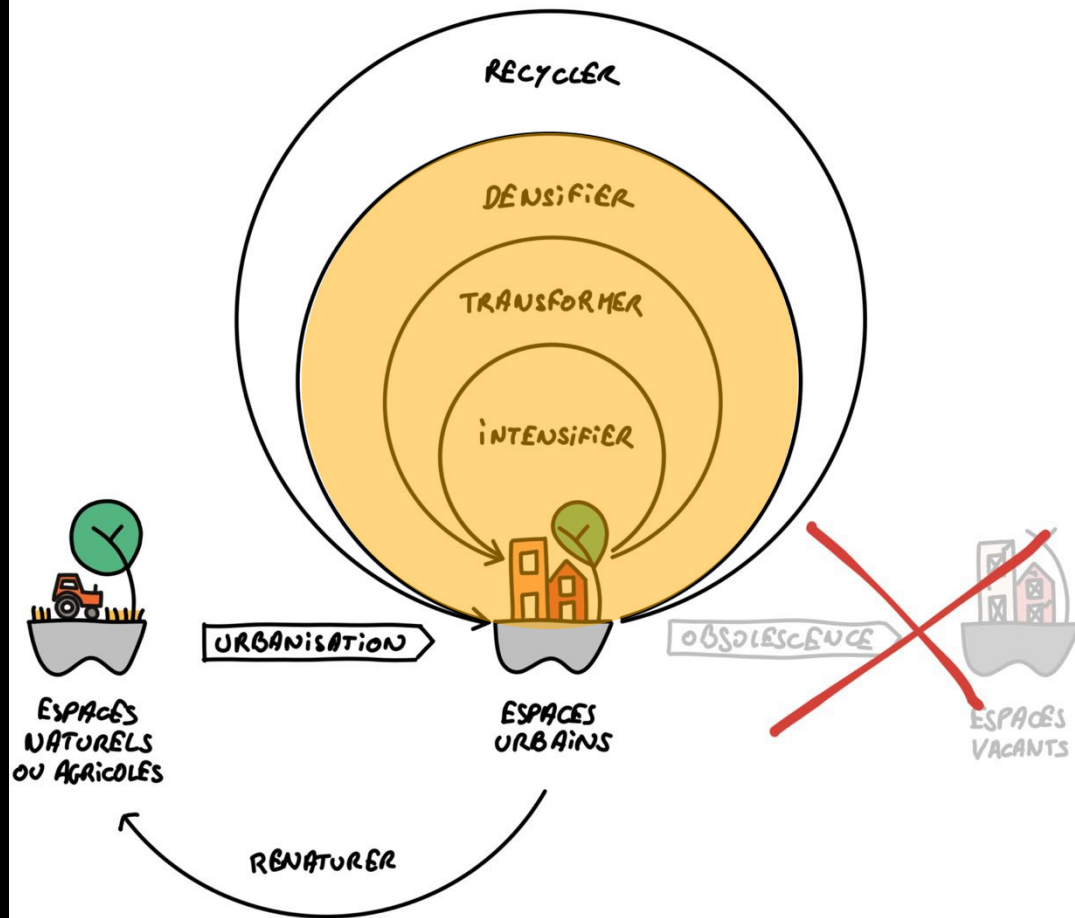 RECYCLER
DENSiFiER
TRANSFORMER
iNTENSiFiER
URBANiSATiON
OBSOLESCENCE
ESPACES
NATURELS
OU AGRiCOLES
ESPACES
URBAiNS
ESPACES
VACANTS
RENATURER